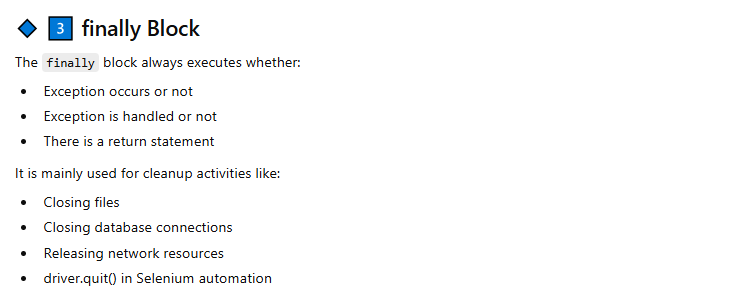 🔷 3️⃣ finally Block
The finally block always executes whether:
• Exception occurs or not
• Exception is handled or not
• There is a return statement
It is mainly used for cleanup activities like:
• Closing files
• Closing database connections
• Releasing network resources
• driver.quit() in Selenium automation